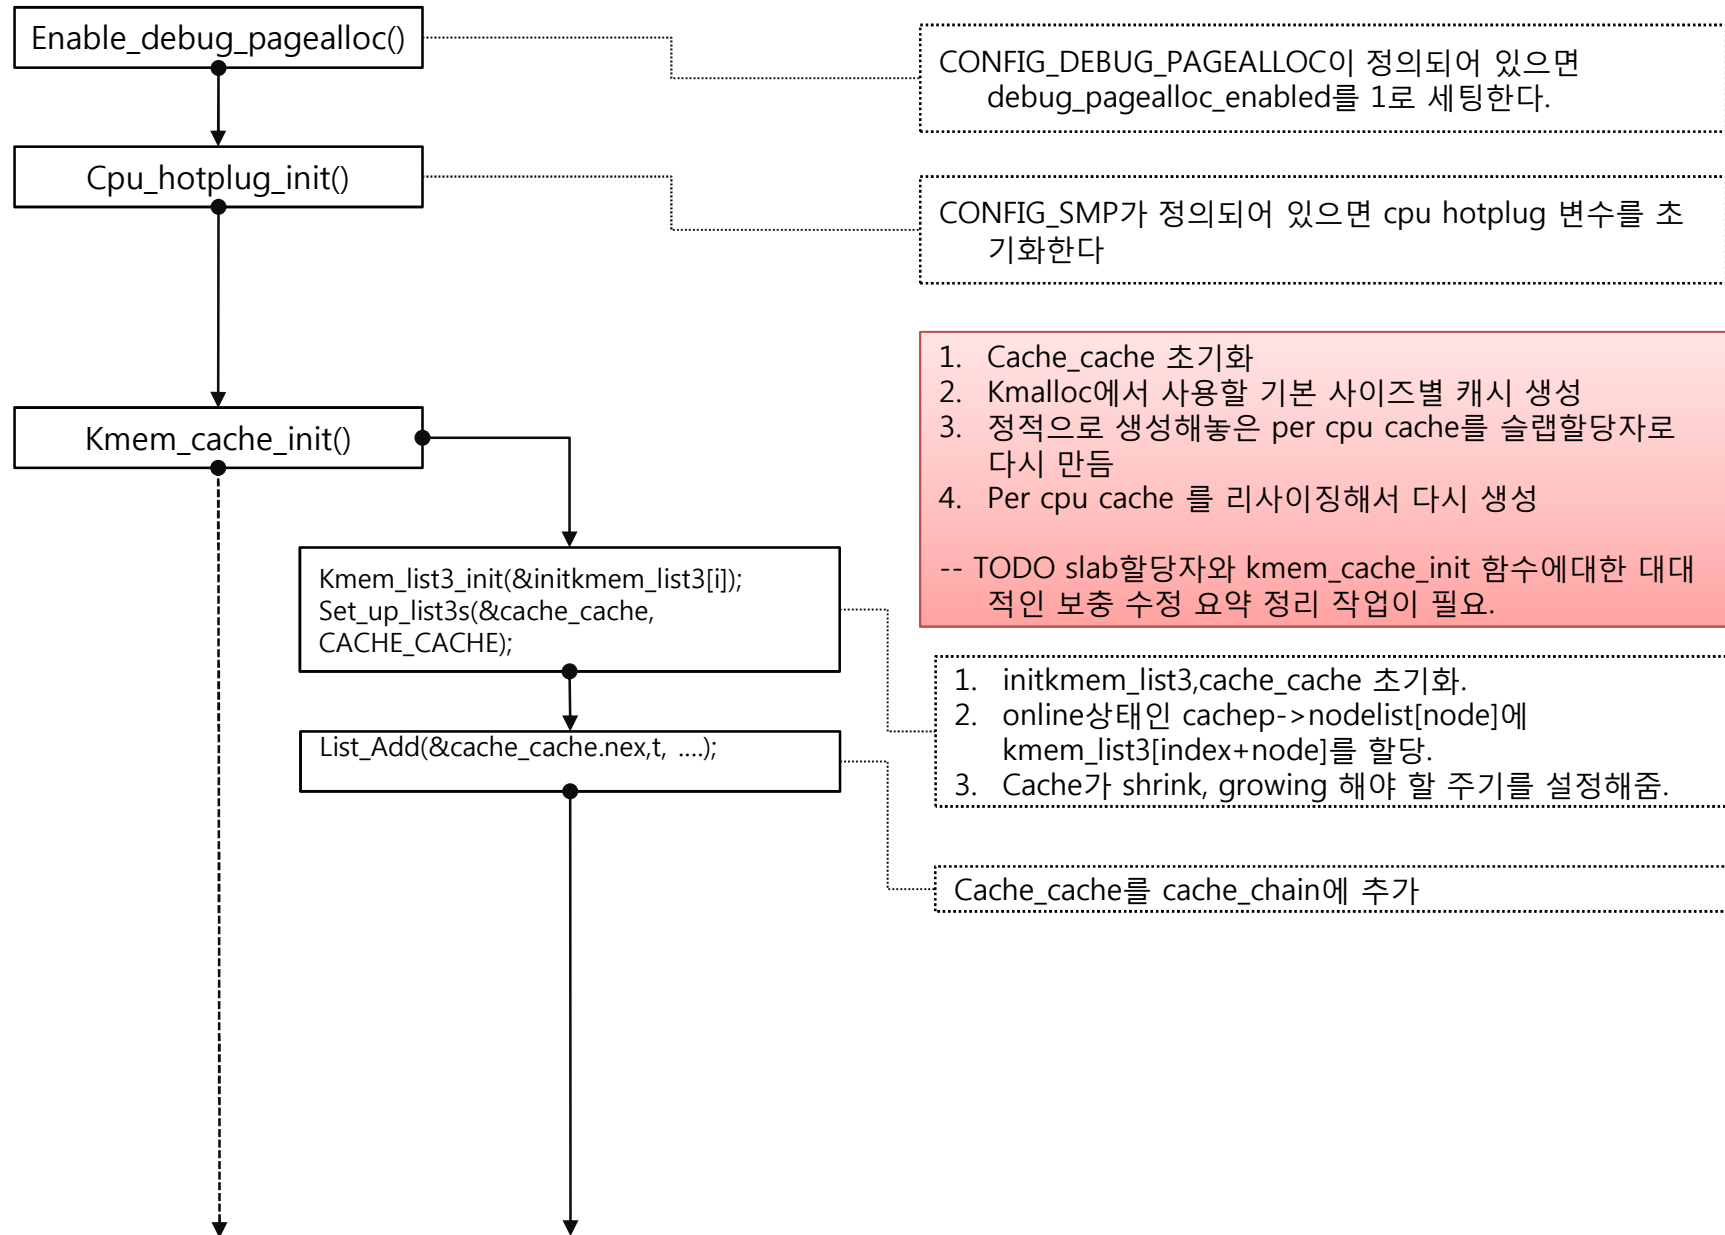 Enable_debug_pagealloc()
CONFIG_DEBUG_PAGEALLOC이 정의되어 있으면
debug_pagealloc_enabled를 1로 세팅한다.
Cpu_hotplug_init()
CONFIG_SMP가 정의되어 있으면 cpu hotplug 변수를 초
기화한다
1. Cache_cache 초기화
2. Kmalloc에서 사용할 기본 사이즈별 캐시 생성
3. 정적으로 생성해놓은 per cpu cache를 슬랩할당자로
다시 만듬
4. Per cpu cache 를 리사이징해서 다시 생성
-- TODO slab할당자와 kmem_cache_init 함수에대한 대대
적인 보충 수정 요약 정리 작업이 필요.
Kmem_cache_init()
Kmem_list3_init(&initkmem_list3[i]);
Set_up_list3s(&cache_cache,
CACHE_CACHE);
1. initkmem_list3,cache_cache 초기화.
2. online상태인 cachep->nodelist[node]에
kmem_list3[index+node]를 할당.
3. Cache가 shrink, growing 해야 할 주기를 설정해줌.
List_Add(&cache_cache.nex,t, ....);
Cache_cache를 cache_chain에 추가